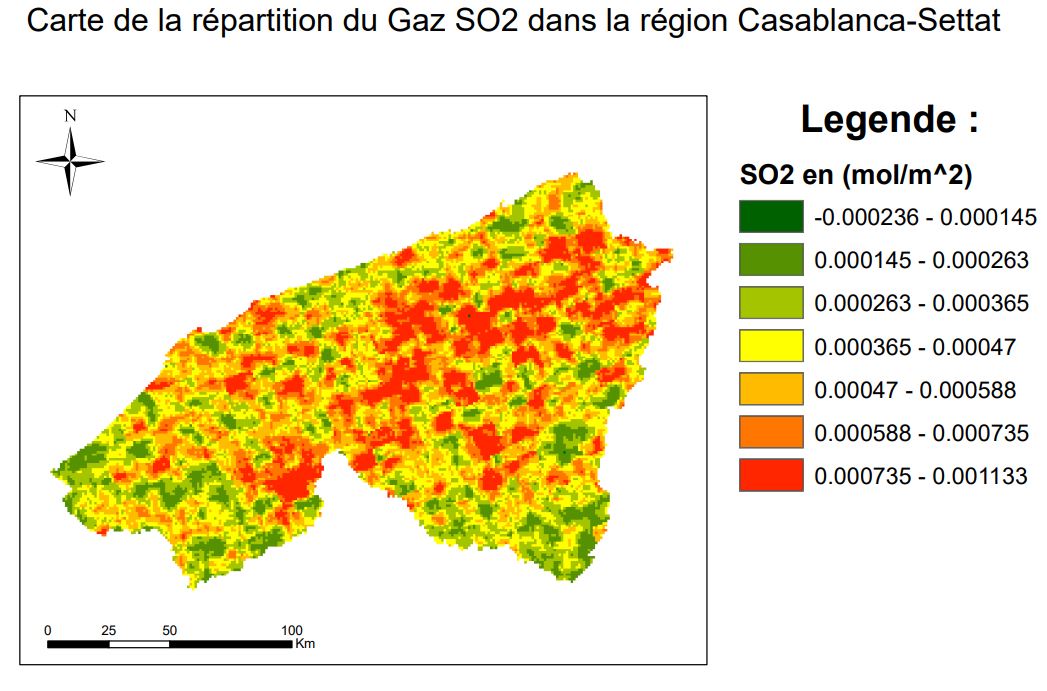 Carte de la répartition du Gaz SO2 dans la région Casablanca-Settat
N
Legende :
SO2 en (mol/m^2)
-0.000236 - 0.000145
0.000145 - 0.000263
0.000263 - 0.000365
0.000365 - 0.00047
0.00047 - 0.000588
0.000588 - 0.000735
0.000735 - 0.001133
0 25 50 100
Km